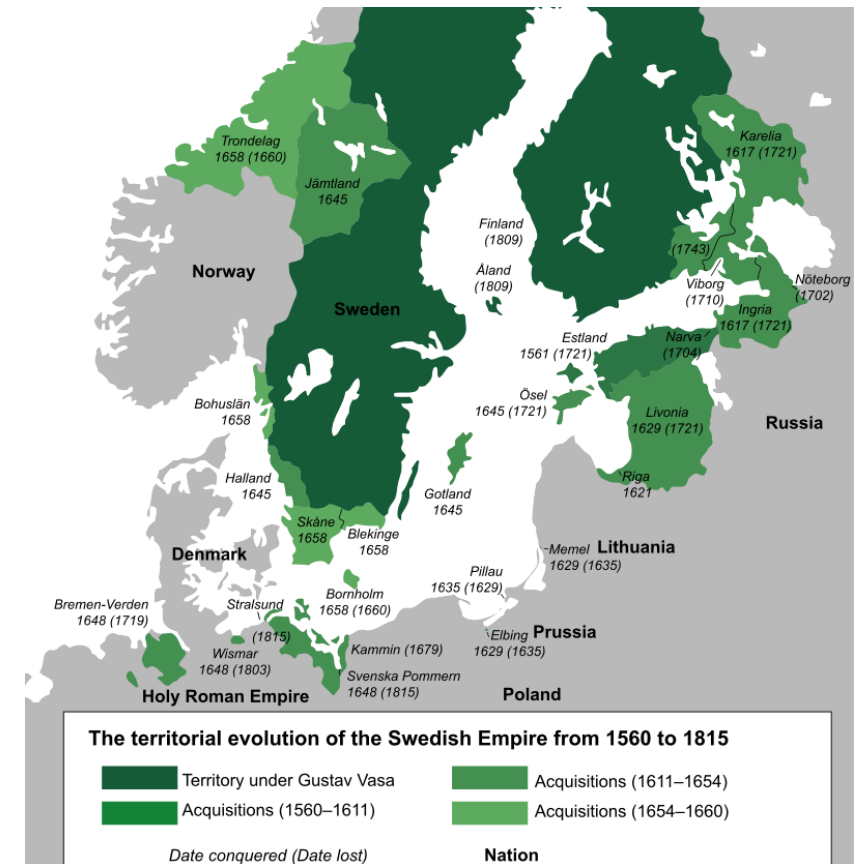 Trondelag
1658 (1660)
Karelia
1617 (1721)
Jämtland
1645
Finland
(1809)
(1743)
Norway
Åland
(1809)
Viborg
(1710)
Nöteborg
(1702)
Sweden
Ingria
1617 (1721)
Estland
1561 (1721)
Narva
(1704)
Bohuslän
1658
Ösel
1645 (1721)
Livonia
1629 (1721)
Russia
Halland
1645
Gotland
1645
Riga
1621
Skåne
1658
Blekinge
1658
Denmark
Memel
1629 (1635)
Lithuania
Pillau
1635 (1629)
Bremen-Verden
1648 (1719)
Stralsund
(1815)
Bornholm
1658 (1660)
Elbing
1629 (1635)
Prussia
Wismar
1648 (1803)
Kammin (1679)
Svenska Pommern
1648 (1815)
Holy Roman Empire
Poland
The territorial evolution of the Swedish Empire from 1560 to 1815
Territory under Gustav Vasa
Acquisitions (1611–1654)
Acquisitions (1560–1611)
Acquisitions (1654–1660)
Date conquered (Date lost)
Nation